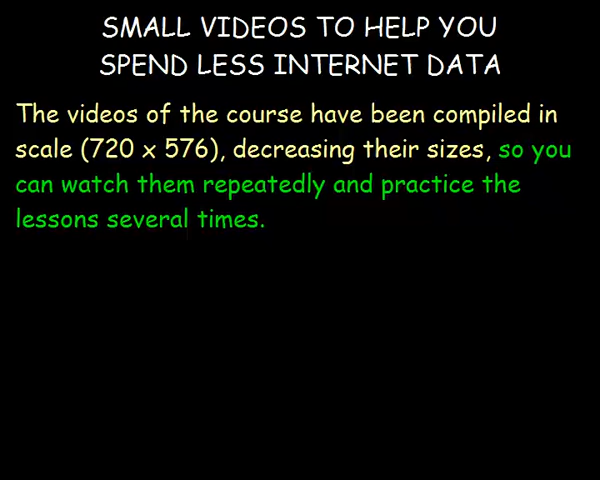 SMALL VIDEOS TO HELP YOU
SPEND LESS INTERNET DATA
The videos of the course have been compiled in
scale (720 x 576), decreasing their sizes, so you
can watch them repeatedly and practice the
lessons several times.